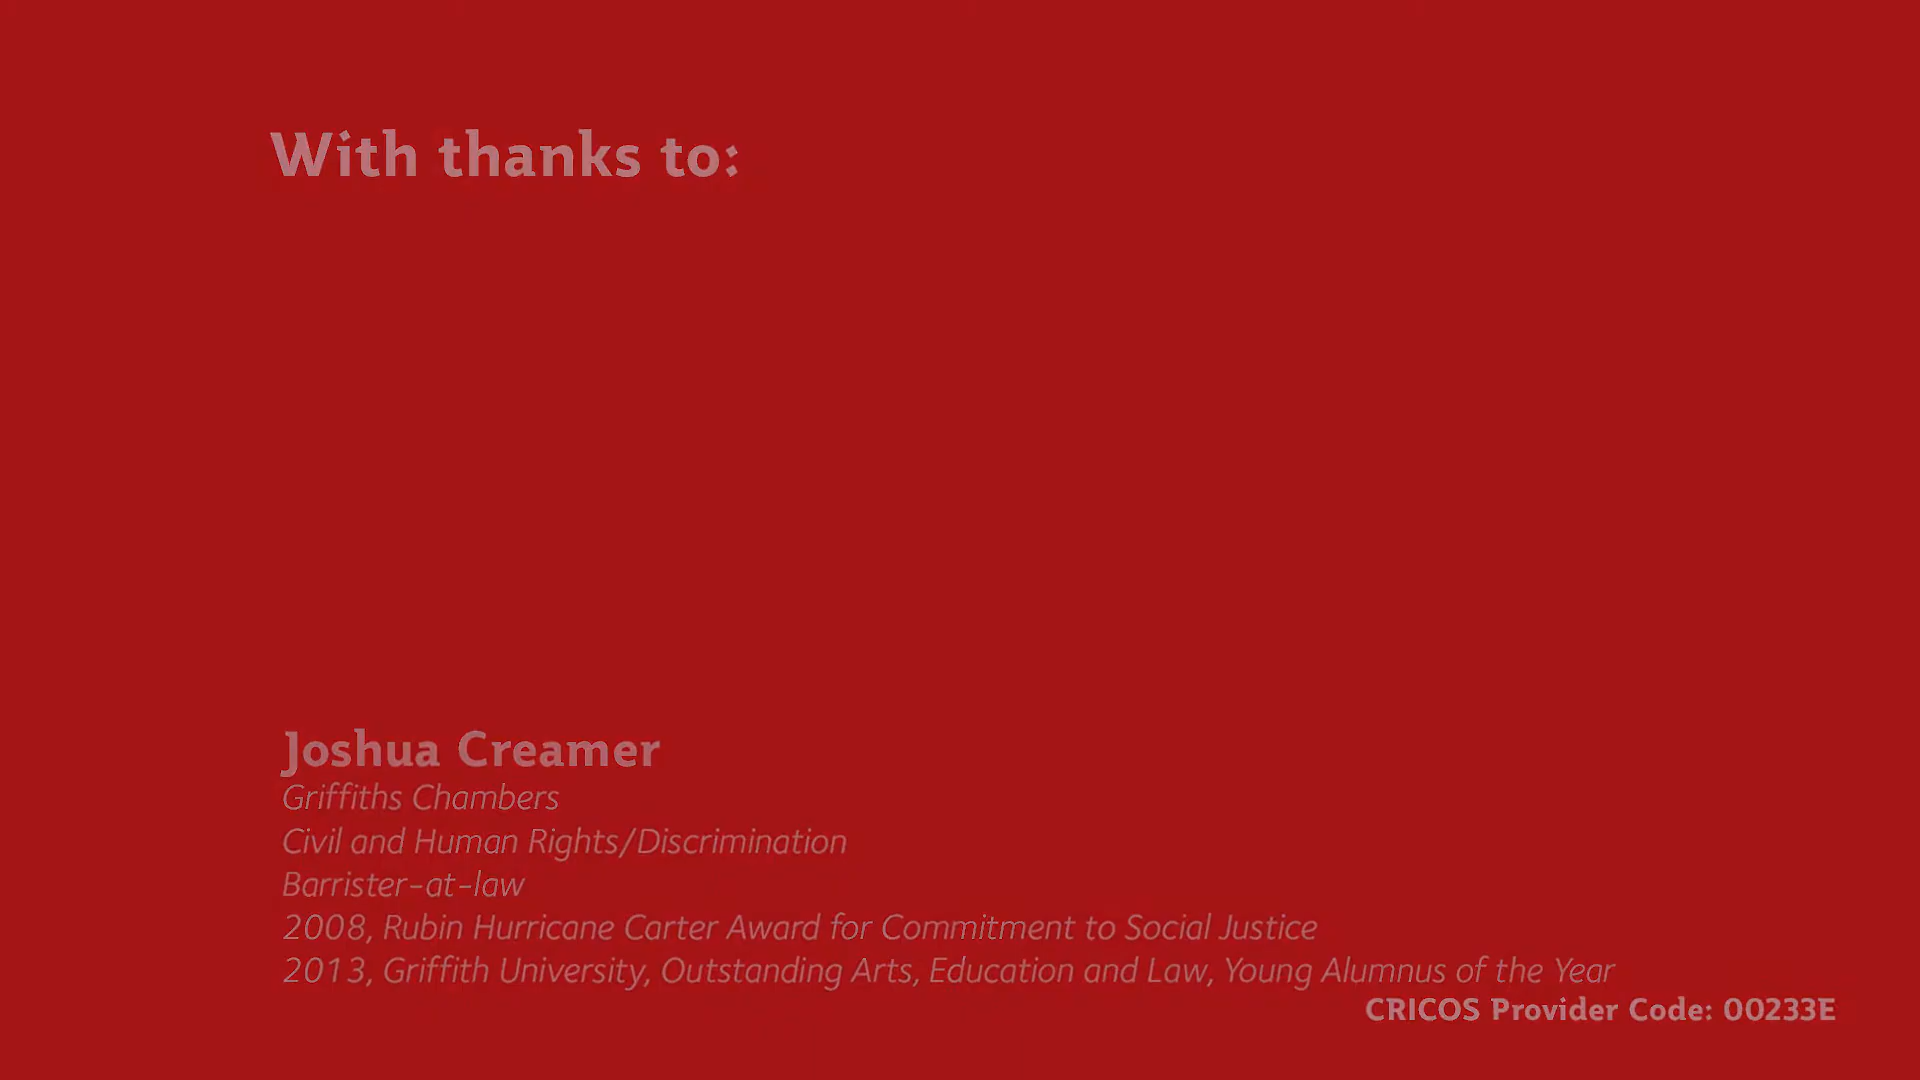 With thanks to:
Joshua Creamer
Griffiths Chambers
Civil and Human Rights/Discrimination
Barrister-at-law
2008, Rubin Hurricane Carter Award for Commitment to Social Justice
2013, Griffith University, Outstanding Arts, Education and Law, Young Alumnus of the Year
CRICOS Provider Code: 00233E